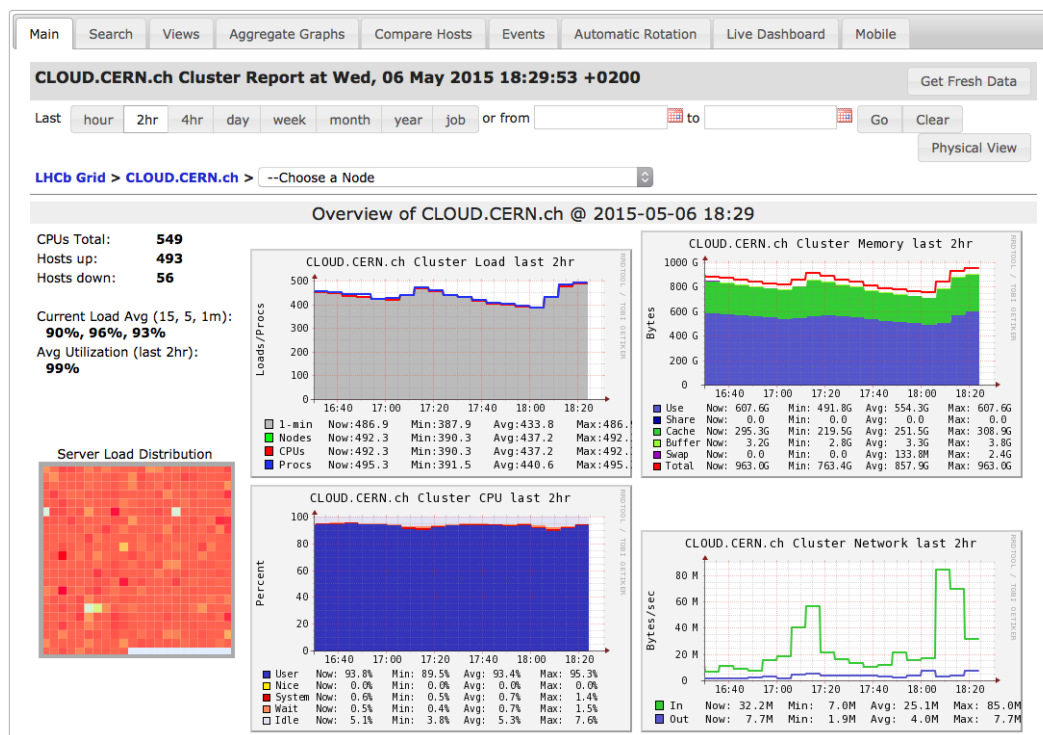 Main Search Views Aggregate Graphs Compare Hosts Events Automatic Rotation Live Dashboard Mobile
CLOUD.CERN.ch Cluster Report at Wed, 06 May 2015 18:29:53 +0200
Get Fresh Data
Last hour 2hr 4hr day week month year job or from to Go Clear
Physical View
LHCb Grid > CLOUD.CERN.ch > --Choose a Node
Overview of CLOUD.CERN.ch @ 2015-05-06 18:29
CPUs Total: 549
Hosts up: 493
Hosts down: 56
Current Load Avg (15, 5, 1m):
90%, 96%, 93%
Avg Utilization (last 2hr):
99%
Server Load Distribution
CLOUD.CERN.ch Cluster Load last 2hr
RRDTOOL / TOBI OETIKER
Loads/Procs
500
400
300
200
100
0
16:40 17:00 17:20 17:40 18:00 18:20
1-min Now:486.9 Min:387.9 Avg:433.8 Max:486.
Nodes Now:492.3 Min:390.3 Avg:437.2 Max:492.
CPUs Now:492.3 Min:390.3 Avg:437.2 Max:492.
Procs Now:495.3 Min:391.5 Avg:440.6 Max:495.
CLOUD.CERN.ch Cluster Memory last 2hr
RRDTOOL / TOBI OETIKER
Bytes
1000 G
800 G
600 G
400 G
200 G
0
16:40 17:00 17:20 17:40 18:00 18:20
Use Now: 607.6G Min: 491.8G Avg: 554.3G Max: 607.6G
Share Now: 0.0 Min: 0.0 Avg: 0.0 Max: 0.0
Cache Now: 295.3G Min: 219.5G Avg: 251.5G Max: 308.9G
Buffer Now: 3.2G Min: 2.8G Avg: 3.3G Max: 3.8G
Swap Now: 0.0 Min: 0.0 Avg: 133.8M Max: 2.4G
Total Now: 963.0G Min: 763.4G Avg: 857.9G Max: 963.0G
CLOUD.CERN.ch Cluster CPU last 2hr
RRDTOOL / TOBI OETIKER
Percent
100
80
60
40
20
0
16:40 17:00 17:20 17:40 18:00 18:20
User Now: 93.8% Min: 89.5% Avg: 93.4% Max: 95.3%
Nice Now: 0.0% Min: 0.0% Avg: 0.0% Max: 0.0%
System Now: 0.6% Min: 0.5% Avg: 0.7% Max: 1.4%
Wait Now: 0.5% Min: 0.4% Avg: 0.7% Max: 1.5%
Idle Now: 5.1% Min: 3.8% Avg: 5.3% Max: 7.6%
CLOUD.CERN.ch Cluster Network last 2hr
RRDTOOL / TOBI OETIKER
Bytes/sec
80 M
60 M
40 M
20 M
0
16:40 17:00 17:20 17:40 18:00 18:20
In Now: 32.2M Min: 7.0M Avg: 25.1M Max: 85.0M
Out Now: 7.7M Min: 1.9M Avg: 4.0M Max: 7.7M